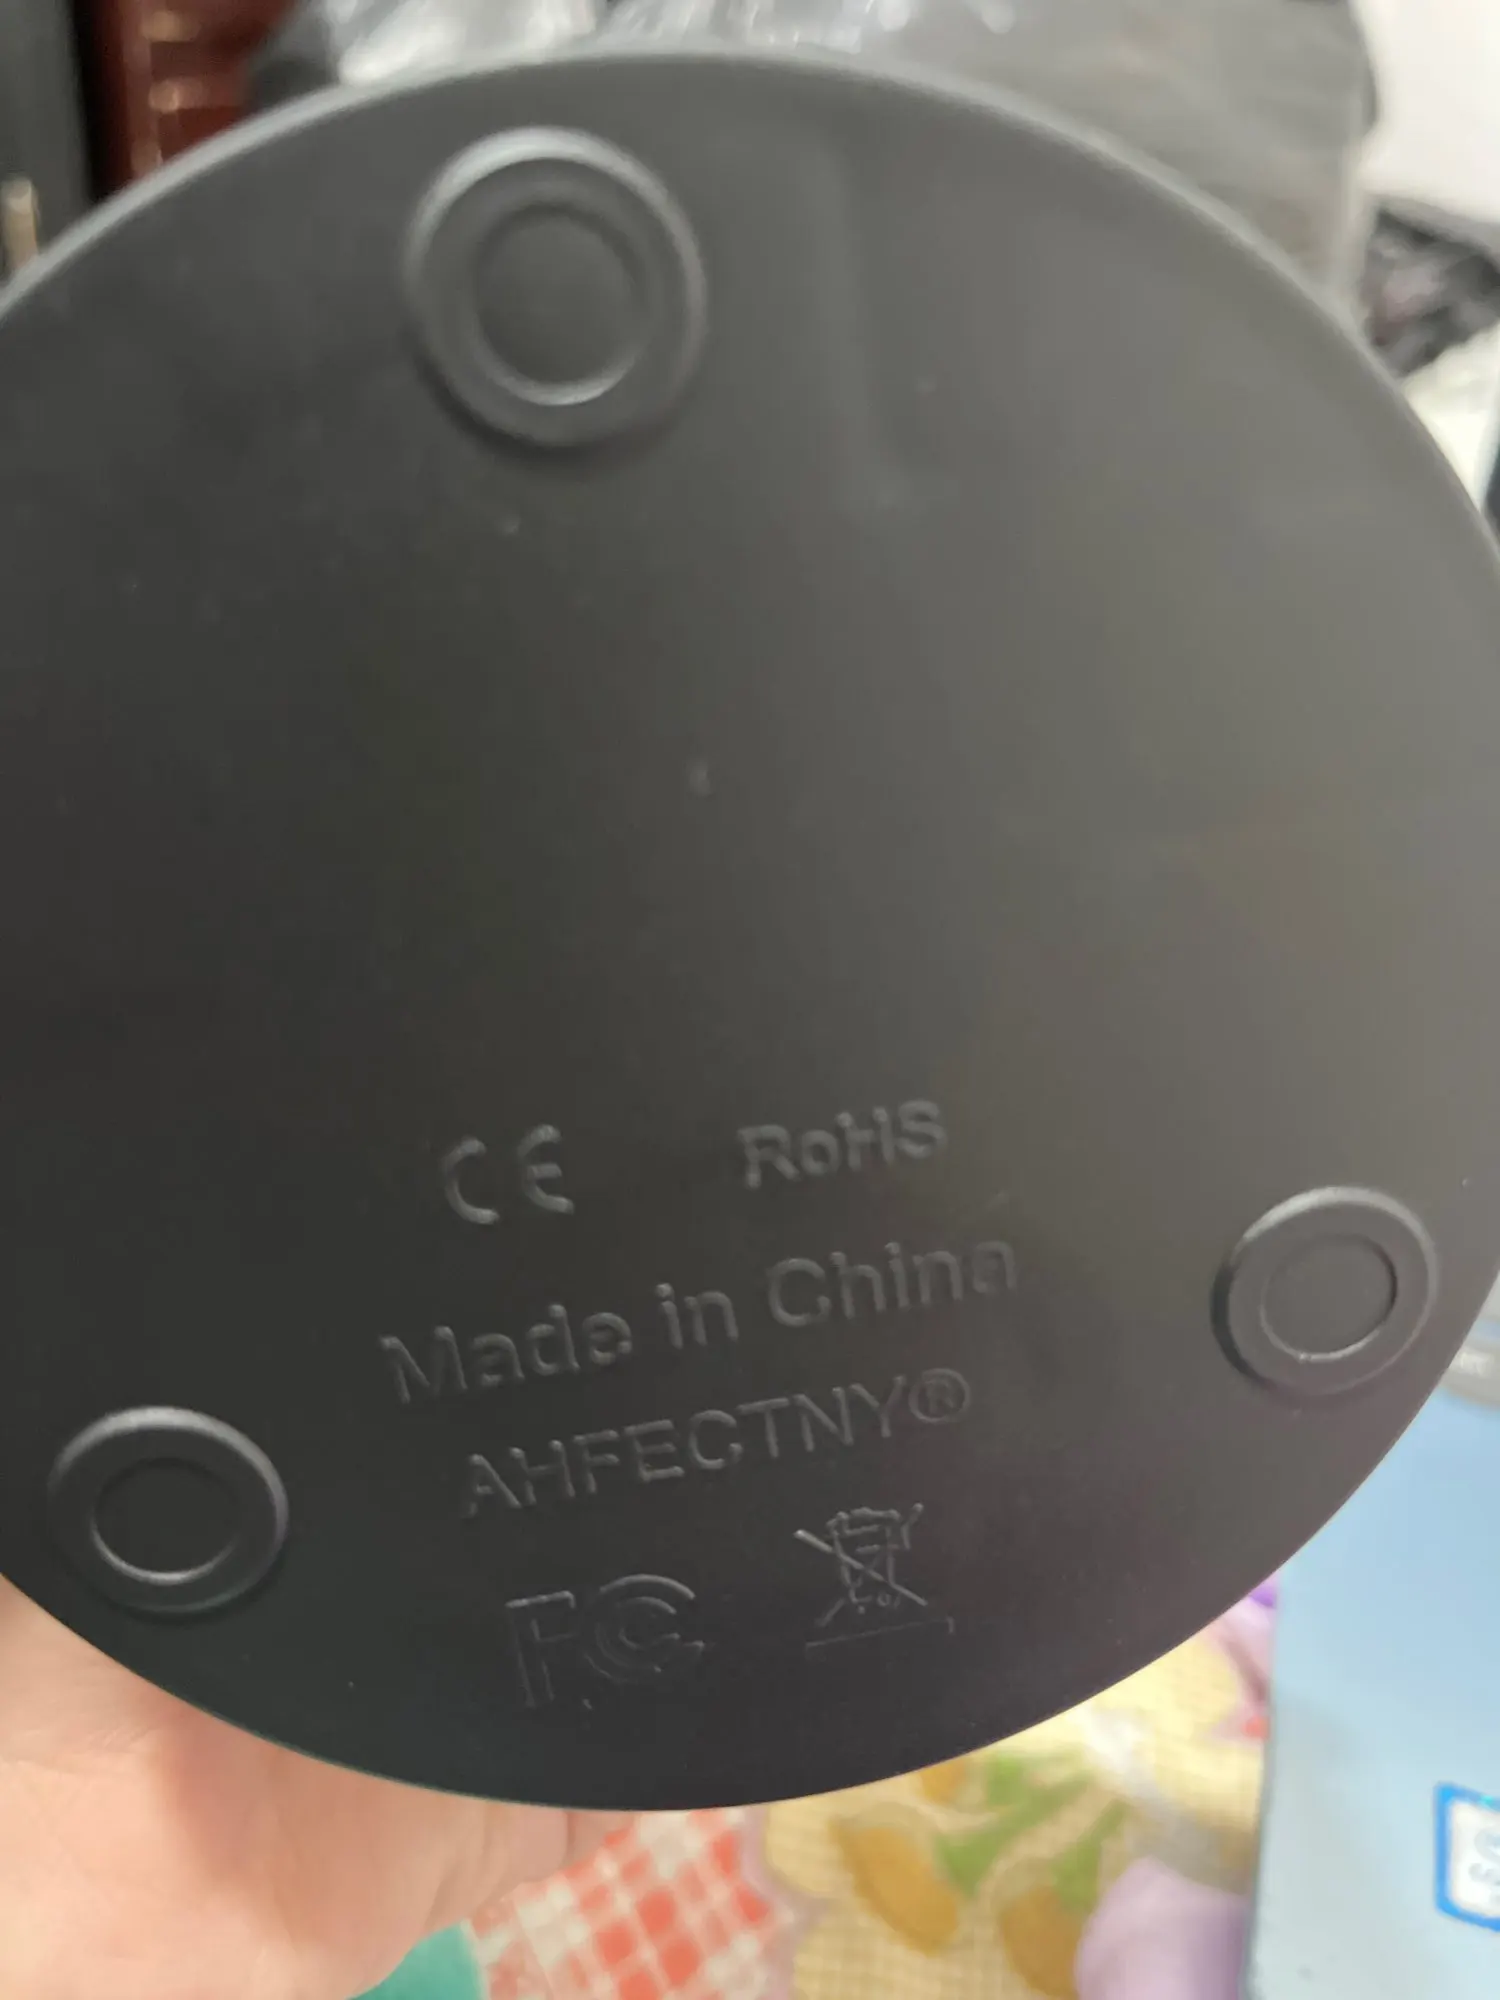 CE RoHS
Made in China
AHFECTNY®
FC